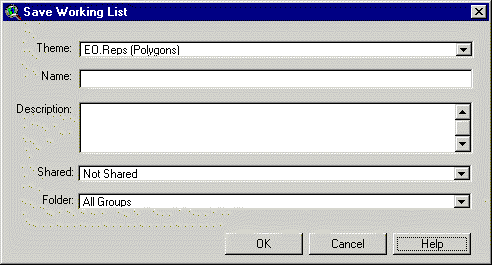 Save Working List
Theme: EO.Reps (Polygons)
Name:
Description:
Shared: Not Shared
Folder: All Groups
OK Cancel Help